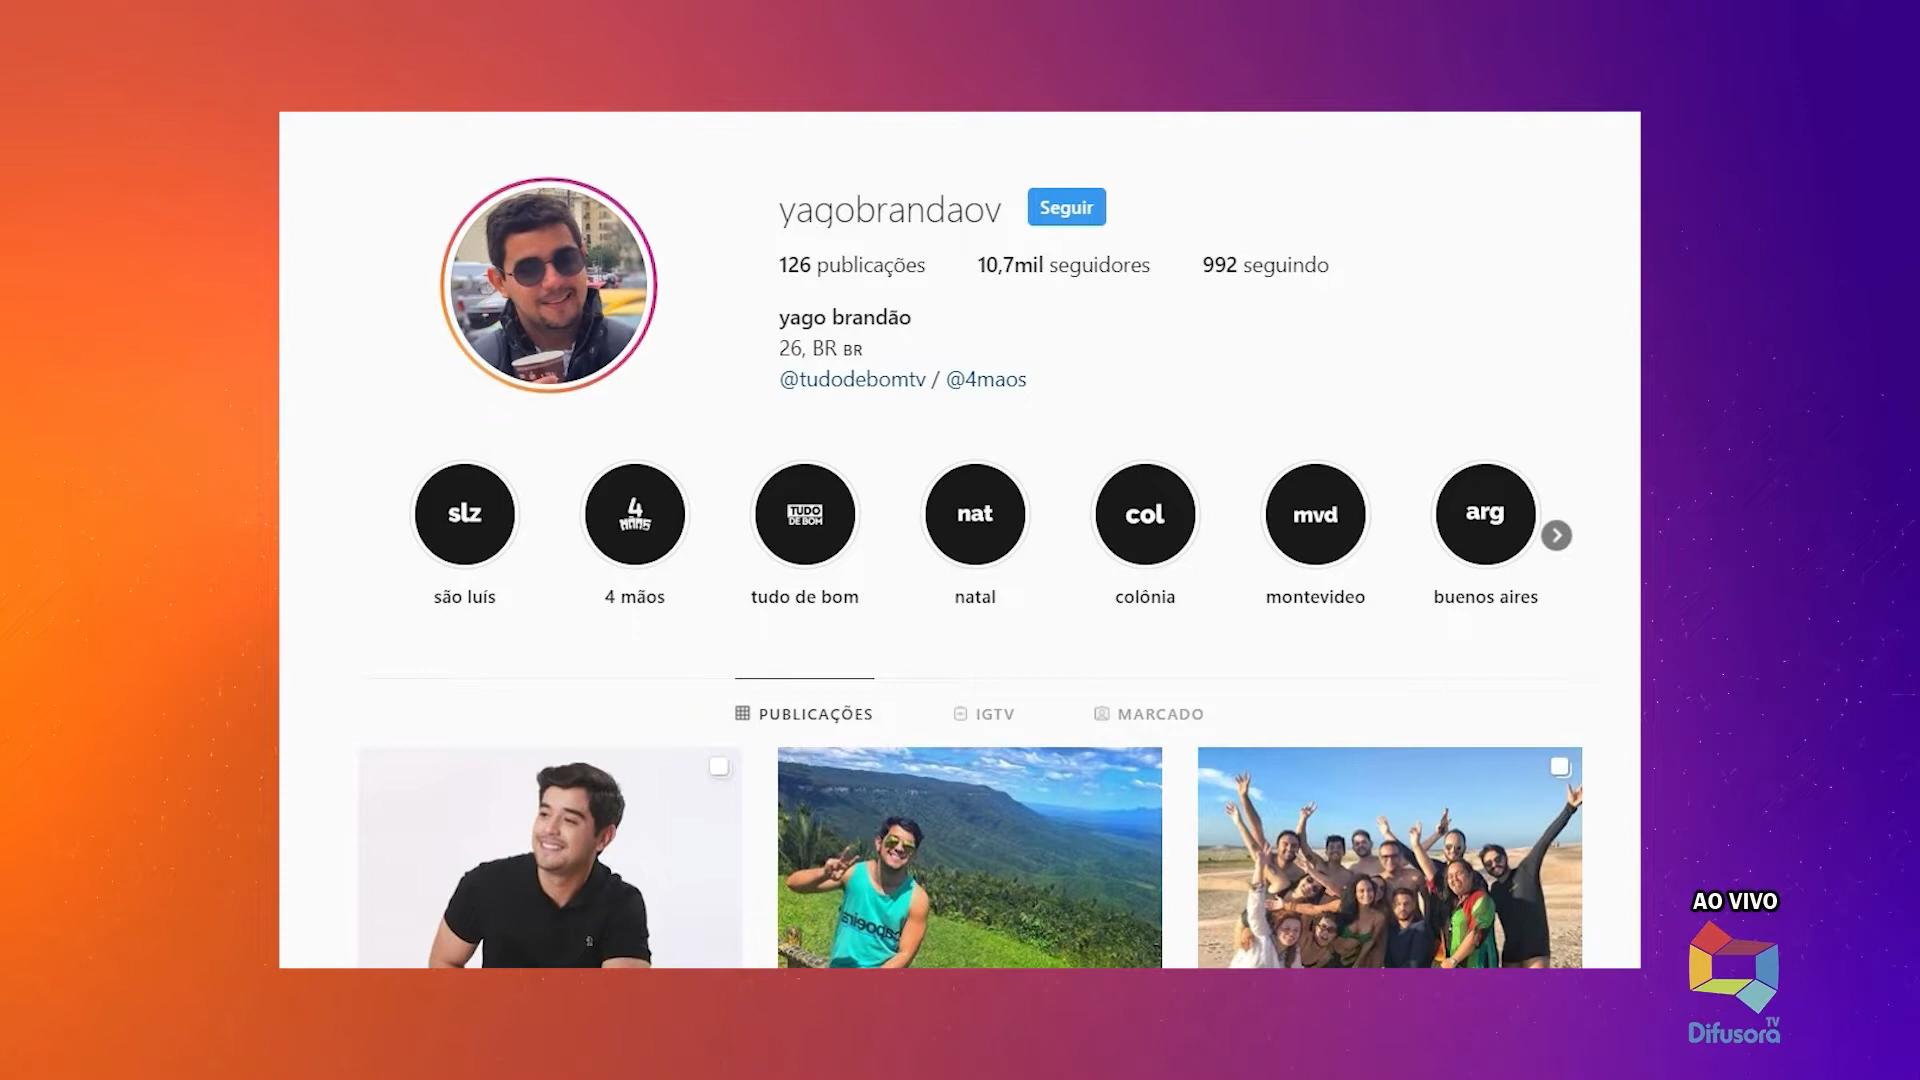 yagobrandaov Seguir
126 publicações 10,7mil seguidores 992 seguindo
yago brandão
26, BR BR
@tudodebomtv / @4maos
slz 4 MÃOS TUDO DE BOM nat col mvd arg
são luís 4 mãos tudo de bom natal colônia montevideo buenos aires
PUBLICAÇÕES IGTV MARCADO
capoeira
AO VIVO
TV
Difusora